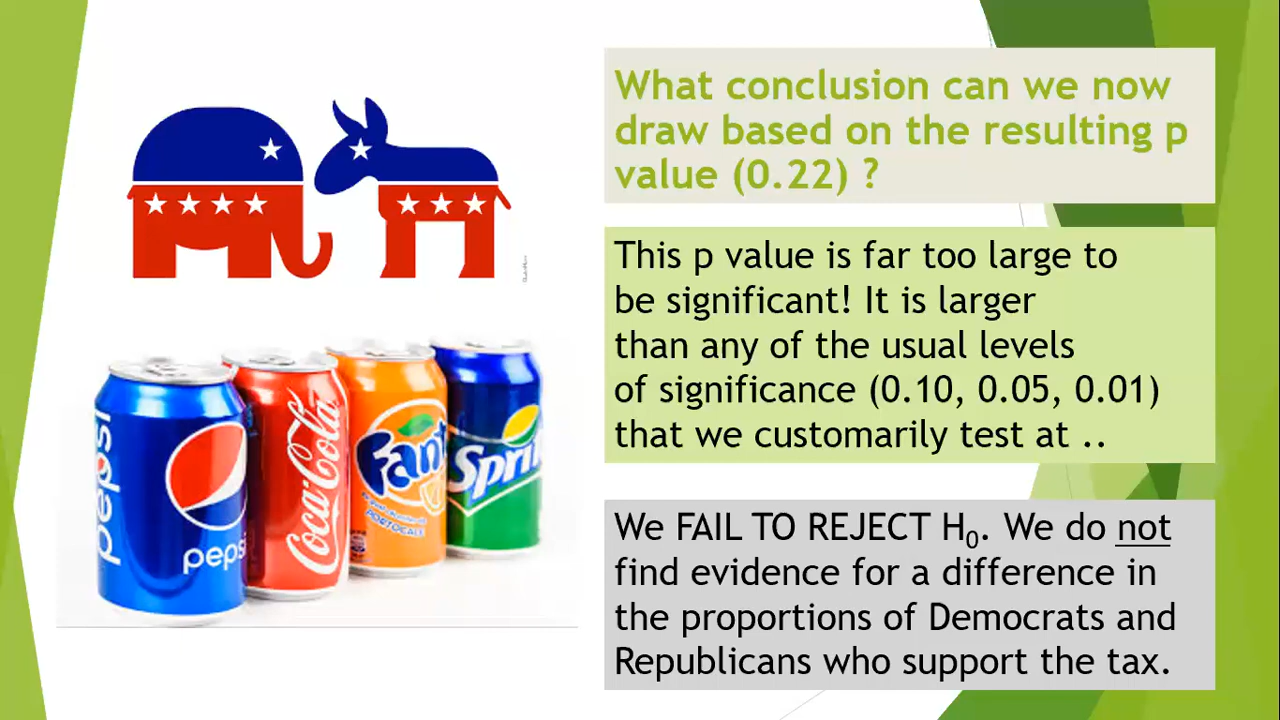 What conclusion can we now
draw based on the resulting p
value (0.22) ?
This p value is far too large to
be significant! It is larger
than any of the usual levels
of significance (0.10, 0.05, 0.01)
that we customarily test at ..
We FAIL TO REJECT H₀. We do not
find evidence for a difference in
the proportions of Democrats and
Republicans who support the tax.
pepsi
pepsi
Coca-Cola
Fant
PORTOCALE
Sprit